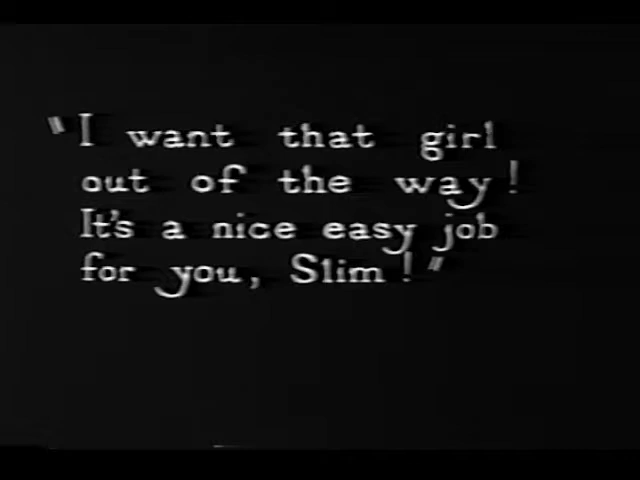 "I want that girl
out of the way!
It's a nice easy job
for you, Slim!"